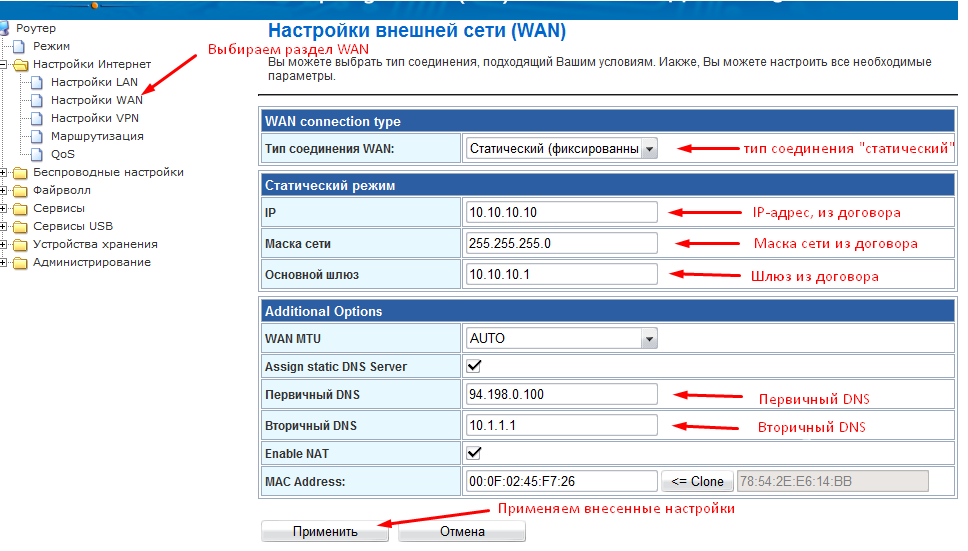 Роутер
Режим
Настройки Интернет
Настройки LAN
Настройки WAN
Настройки VPN
Маршрутизация
QoS
Беспроводные настройки
Файрволл
Сервисы
Сервисы USB
Устройства хранения
Администрирование
Выбираем раздел WAN
Настройки внешней сети (WAN)
Вы можете выбрать тип соединения, подходящий Вашим условиям. Иакже, Вы можете настроить все необходимые
параметры.
WAN connection type
Тип соединения WAN: Статический (фиксированны тип соединения "статический"
Статический режим
IP 10.10.10.10 IP-адрес, из договора
Маска сети 255.255.255.0 Маска сети из договора
Основной шлюз 10.10.10.1 Шлюз из договора
Additional Options
WAN MTU AUTO
Assign static DNS Server
Первичный DNS 94.198.0.100 Первичный DNS
Вторичный DNS 10.1.1.1 Вторичный DNS
Enable NAT
MAC Address: 00:0F:02:45:F7:26 <= Clone 78:54:2E:E6:14:BB
Применяем внесенные настройки
Применить Отмена